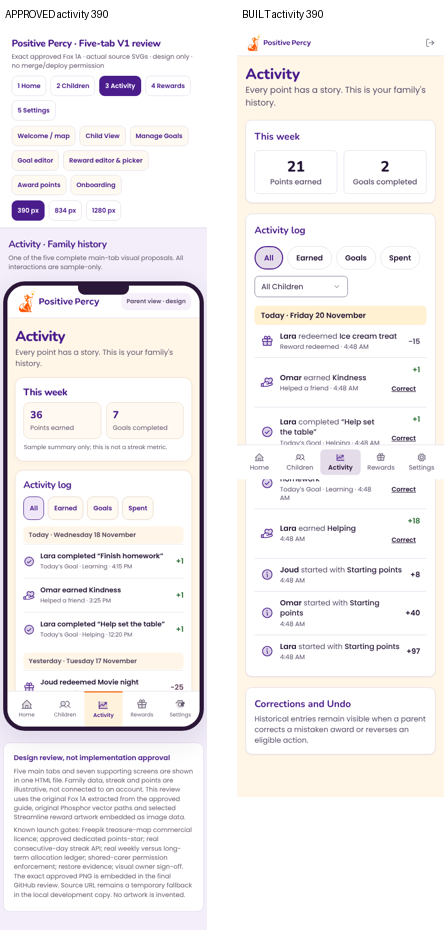 APPROVED activity 390
Positive Percy · Five-tab V1 review
Exact approved Fox 1A · actual source SVGs · design only ·
no merge/deploy permission
1 Home
2 Children
3 Activity
4 Rewards
5 Settings
Welcome / map
Child View
Manage Goals
Goal editor
Reward editor & picker
Award points
Onboarding
390 px
834 px
1280 px
Activity · Family history
One of the five complete main-tab visual proposals. All
interactions are sample-only.
Positive Percy
Parent view · design
Activity
Every point has a story. This is your family's
history.
This week
36
Points earned
7
Goals completed
Sample summary only; this is not a streak metric.
Activity log
All
Earned
Goals
Spent
Today · Wednesday 18 November
Lara completed “Finish homework”
Today's Goal · Learning · 4:15 PM
+1
Omar earned Kindness
Helped a friend · 3:25 PM
+1
Lara completed “Help set the table”
Today's Goal · Helping · 12:20 PM
+1
Yesterday · Tuesday 17 November
Joud redeemed Movie night
-25
Home
Children
Activity
Rewards
Settings
Design review, not implementation approval
Five main tabs and seven supporting screens are shown
in one HTML file. Family data, streak and points are
illustrative, not connected to an account. This review
uses the original Fox 1A extracted from the approved
guide, original Phosphor vector paths and selected
Streamline reward artwork embedded as image data.
Known launch gates: Freepik treasure-map commercial
licence; approved dedicated points-star; real
consecutive-day streak API; real weekly versus long-
term allocation ledger; shared-carer permission
enforcement; restore evidence; visual owner sign-off.
The exact approved PNG is embedded in the final
GitHub review. Source URL remains a temporary fallback
in the local development copy. No artwork is invented.
BUILT activity 390
Positive Percy
Activity
Every point has a story. This is your family's
history.
This week
21
Points earned
2
Goals completed
Activity log
All
Earned
Goals
Spent
All Children
Today · Friday 20 November
Lara redeemed Ice cream treat
Reward redeemed · 4:48 AM
-15
+1
Omar earned Kindness
Helped a friend · 4:48 AM
Correct
+1
Lara completed “Help set
the table”
Today's Goal · Helping · 4:48 AM
Correct
Home
Children
Activity
Rewards
Settings
homework”
Today's Goal · Learning · 4:48
AM
Correct
+18
Lara earned Helping
4:48 AM
Correct
Joud started with Starting points
4:48 AM
+8
Omar started with Starting
points
4:48 AM
+40
Lara started with Starting points
4:48 AM
+97
Corrections and Undo
Historical entries remain visible when a parent
corrects a mistaken award or reverses an
eligible action.